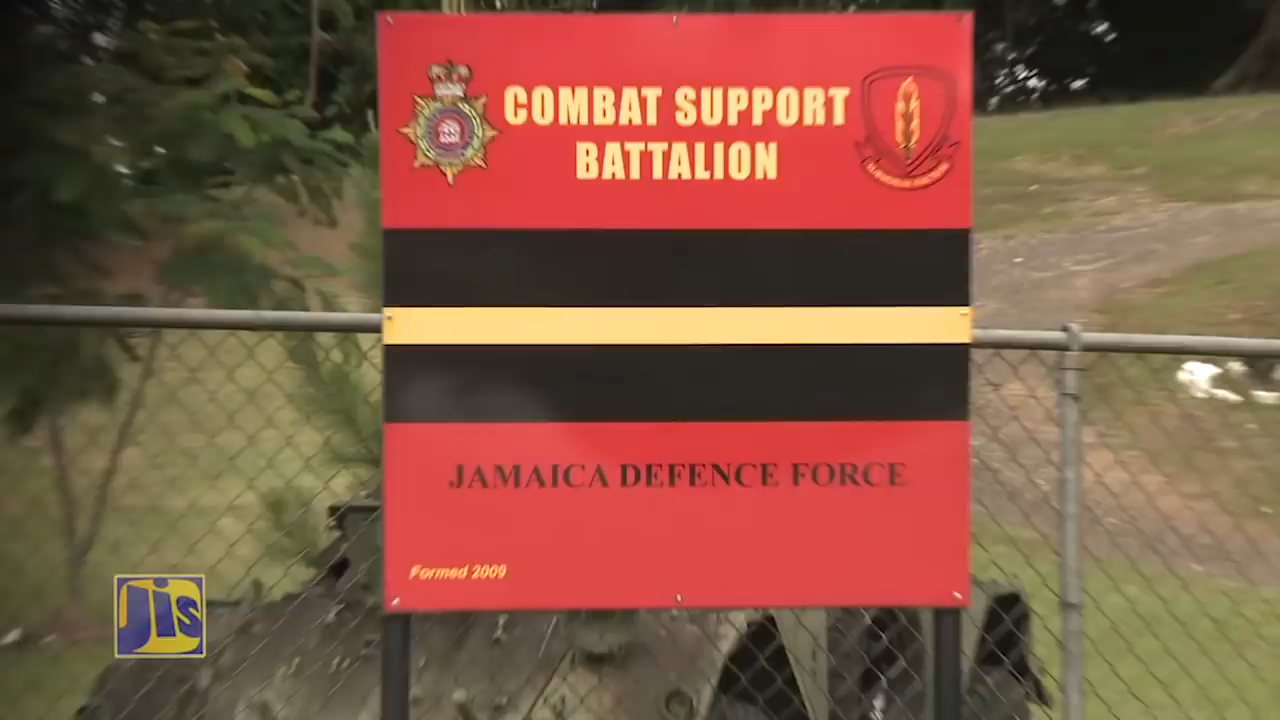 COMBAT SUPPORT
BATTALION
JAMAICA DEFENCE FORCE
Formed 2009
JIS